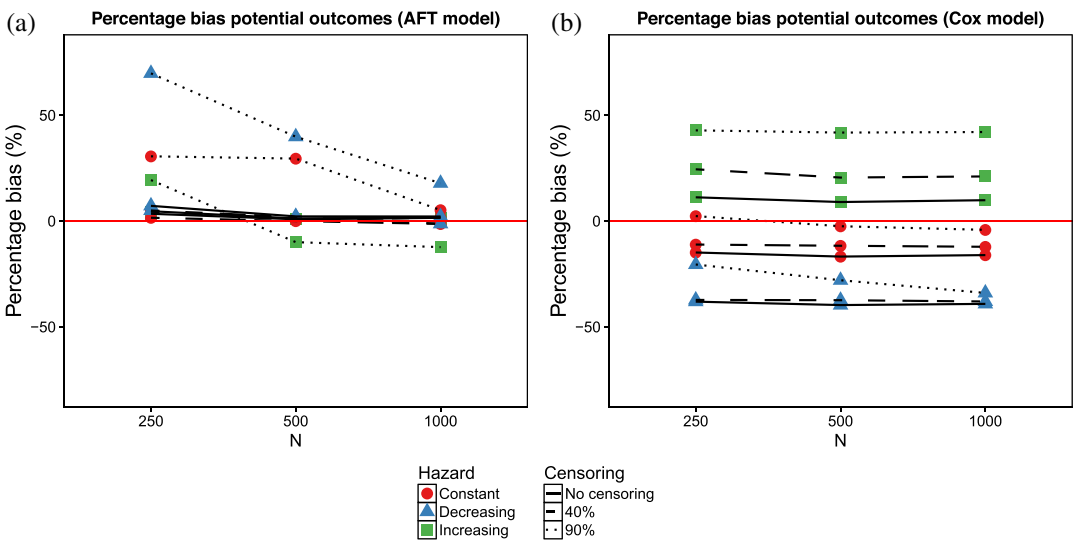 (a)
Percentage bias potential outcomes (AFT model)
Percentage bias (%)
50
0
−50
250
500
1000
N
(b)
Percentage bias potential outcomes (Cox model)
Percentage bias (%)
50
0
−50
250
500
1000
N
Hazard
Constant
Decreasing
Increasing
Censoring
No censoring
40%
90%